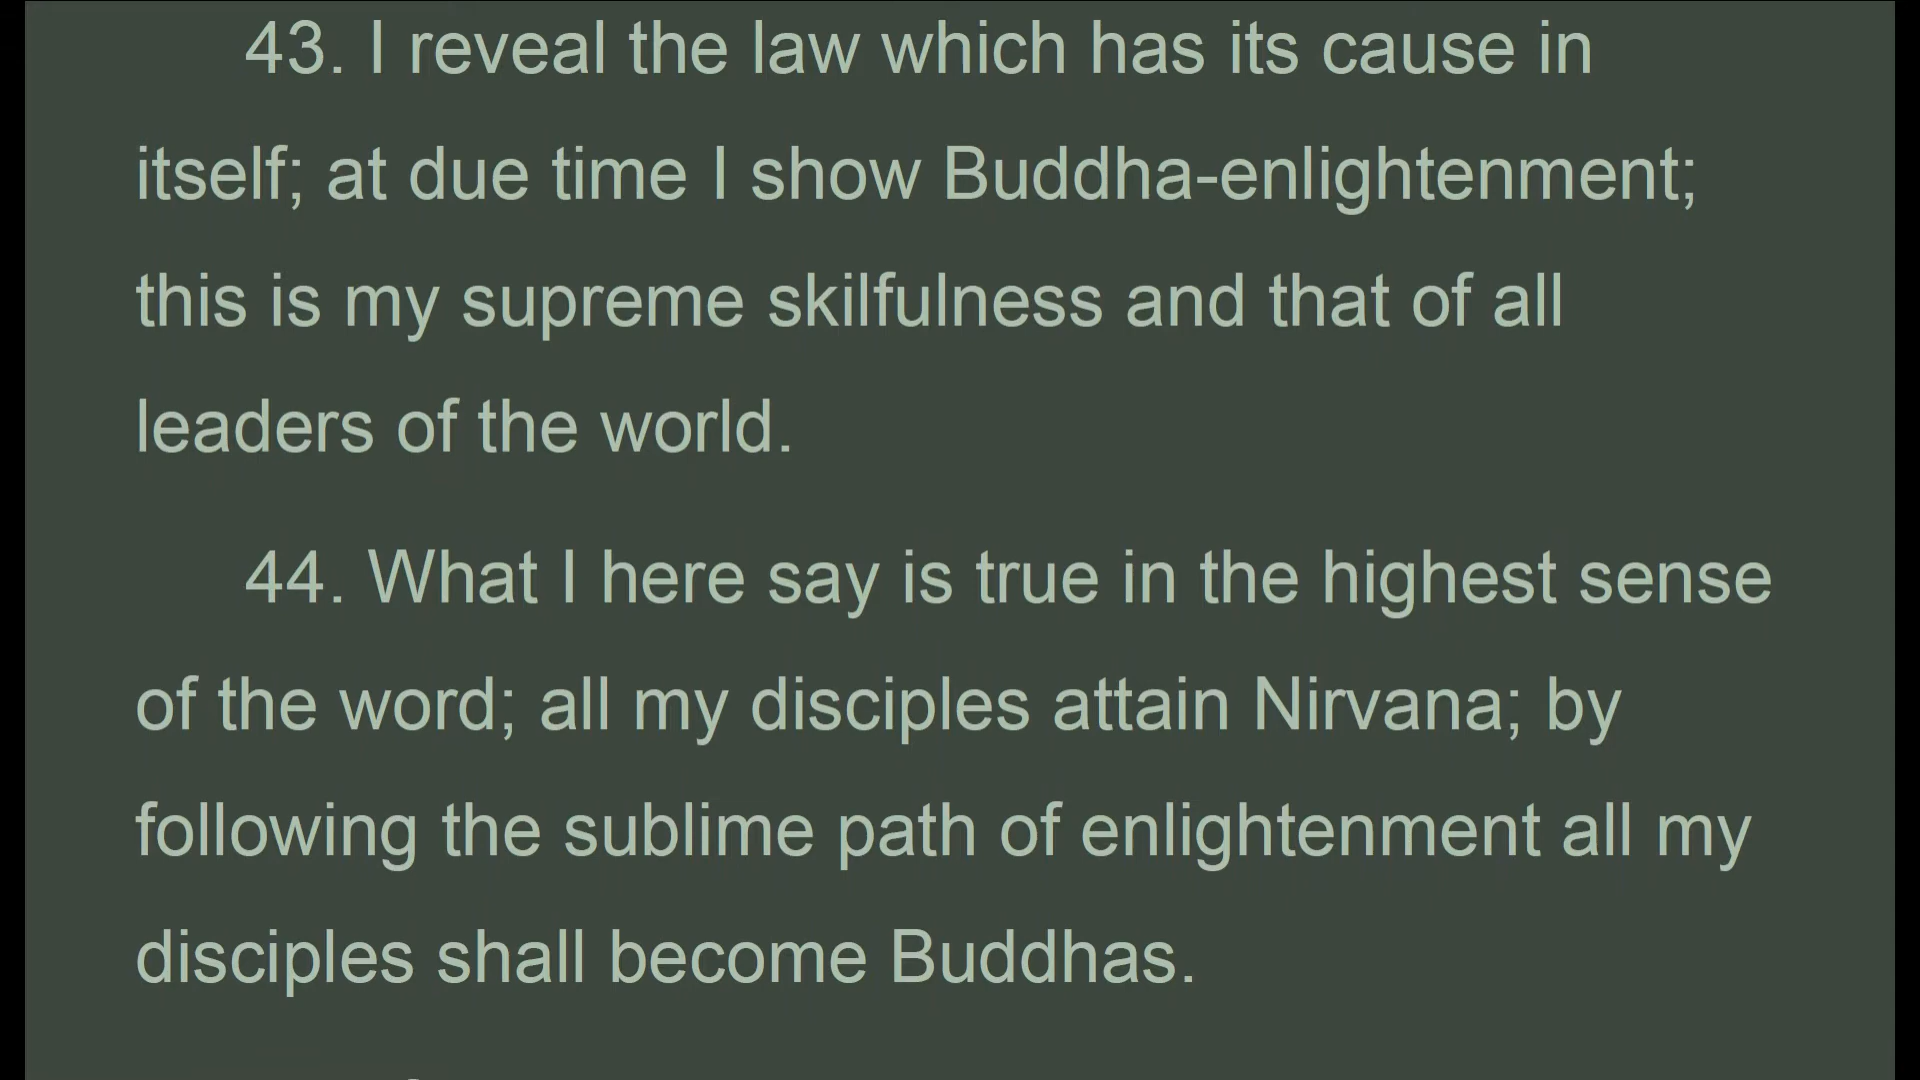 43. I reveal the law which has its cause in
itself; at due time I show Buddha-enlightenment;
this is my supreme skilfulness and that of all
leaders of the world.
44. What I here say is true in the highest sense
of the word; all my disciples attain Nirvana; by
following the sublime path of enlightenment all my
disciples shall become Buddhas.